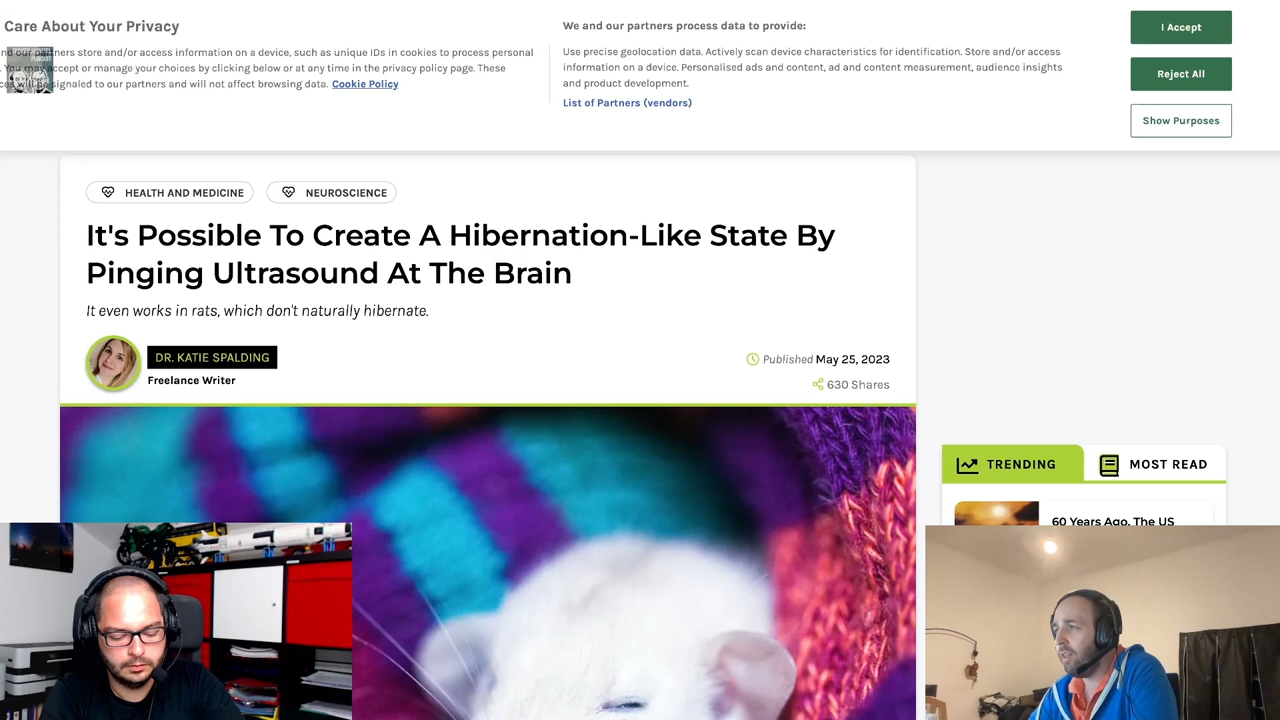 Care About Your Privacy
our partners store and/or access information on a device, such as unique IDs in cookies to process personal
You may accept or manage your choices by clicking below or at any time in the privacy policy page. These
will be signaled to our partners and will not affect browsing data. Cookie Policy
We and our partners process data to provide:
Use precise geolocation data. Actively scan device characteristics for identification. Store and/or access
information on a device. Personalised ads and content, ad and content measurement, audience insights
and product development.
List of Partners (vendors)
I Accept
Reject All
Show Purposes
HEALTH AND MEDICINE
NEUROSCIENCE
It's Possible To Create A Hibernation-Like State By
Pinging Ultrasound At The Brain
It even works in rats, which don't naturally hibernate.
DR. KATIE SPALDING
Freelance Writer
Published May 25, 2023
630 Shares
TRENDING
MOST READ
60 Years Ago, The US